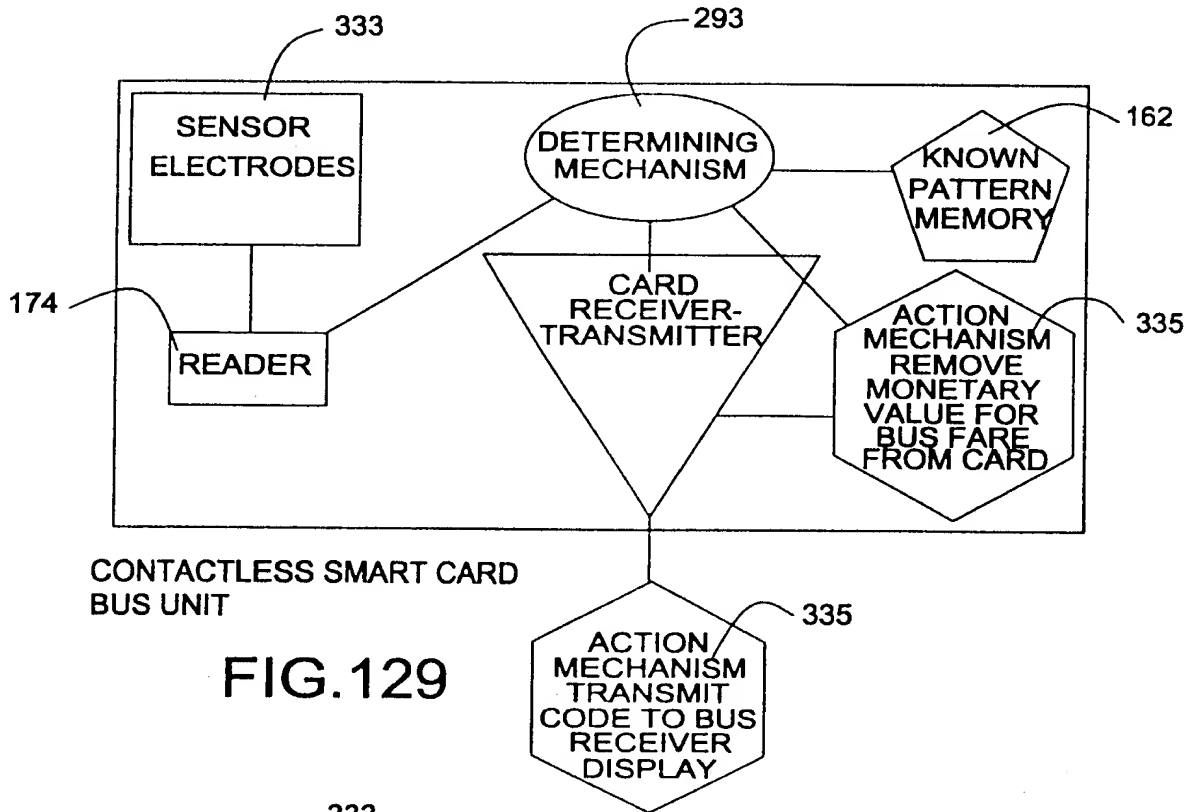 333
293
162
SENSOR
ELECTRODES
DETERMINING
MECHANISM
KNOWN
PATTERN
MEMORY
174
READER
CARD
RECEIVER-
TRANSMITTER
335
ACTION
MECHANISM
REMOVE
MONETARY
VALUE FOR
BUS FARE
FROM CARD
CONTACTLESS SMART CARD
BUS UNIT
FIG.129
335
ACTION
MECHANISM
TRANSMIT
CODE TO BUS
RECEIVER
DISPLAY